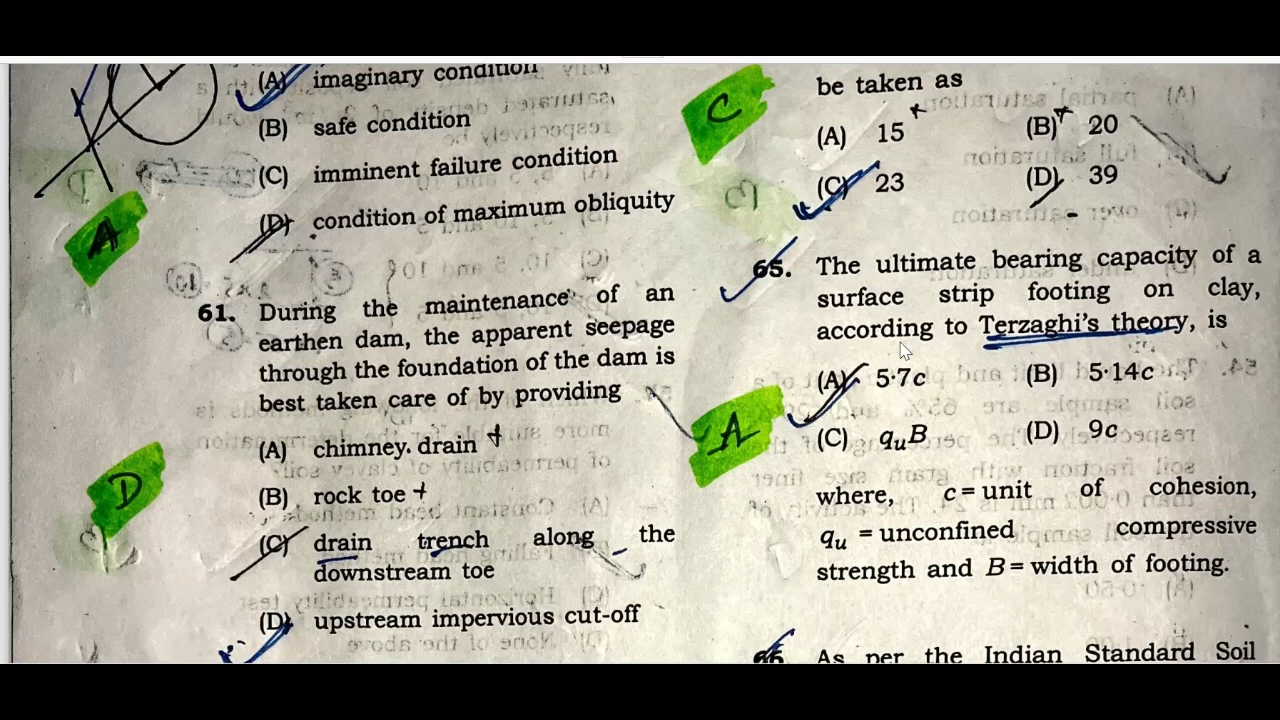 (A) imaginary condition
(B) safe condition
(C) imminent failure condition
(D) condition of maximum obliquity
A
61. During the maintenance of an
earthen dam, the apparent seepage
through the foundation of the dam is
best taken care of by providing
(A) chimney. drain
(B) rock toe
(C) drain trench along the
downstream toe
(D) upstream impervious cut-off
D
be taken as
C
(A) 15 (B) 20
(C) 23 (D) 39
65. The ultimate bearing capacity of a
surface strip footing on clay,
according to Terzaghi's theory, is
(A) 5·7c (B) 5·14c
A
(C) quB (D) 9c
where, c = unit of cohesion,
qu = unconfined compressive
strength and B = width of footing.
66. As per the Indian Standard Soil